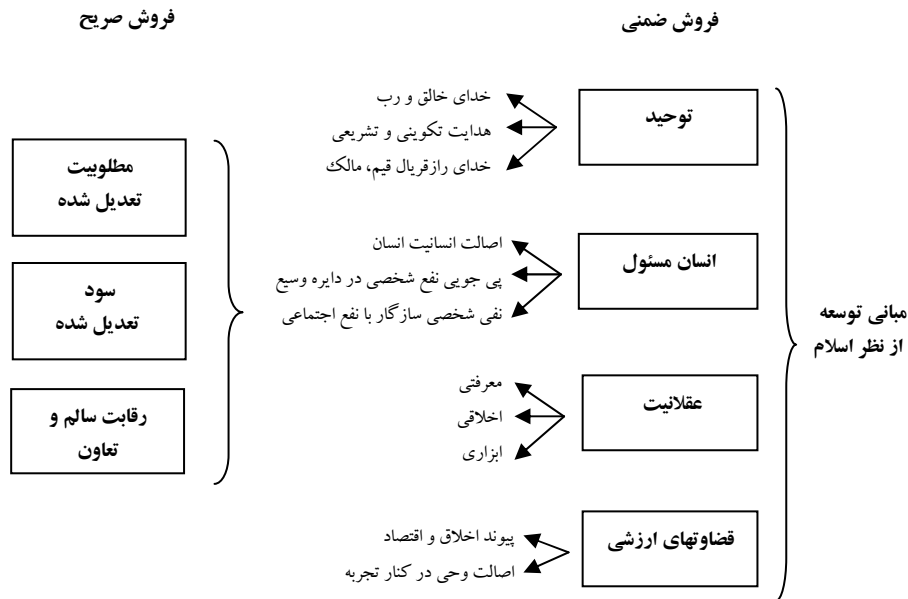 فروش ضمنی
فروش صریح
مبانی توسعه
از نظر اسلام
توحید
خدای خالق و رب
هدایت تکوینی و تشریعی
خدای رازقریال قیم، مالک
انسان مسئول
اصالت انسانیت انسان
پی جویی نفع شخصی در دایره وسیع
نفی شخصی سازگار با نفع اجتماعی
عقلانیت
معرفتی
اخلاقی
ابزاری
قضاوتهای ارزشی
پیوند اخلاق و اقتصاد
اصالت وحی در کنار تجربه
مطلوبیت
تعدیل شده
سود
تعدیل شده
رقابت سالم و
تعاون